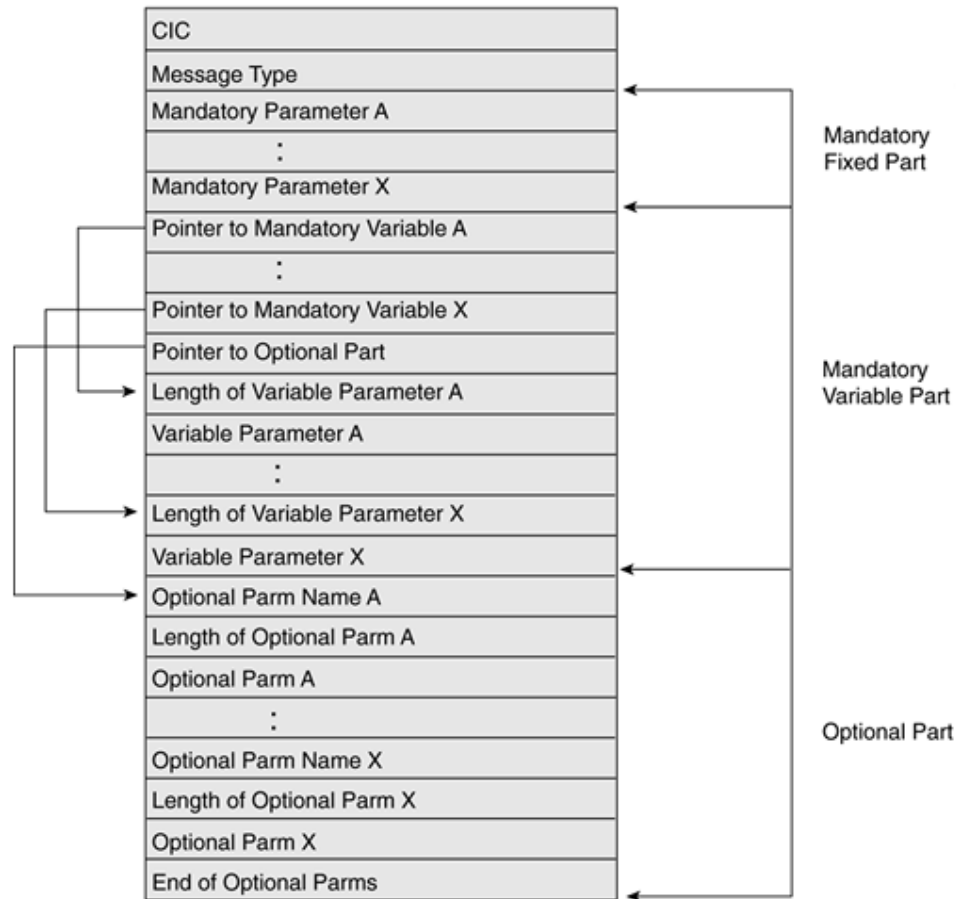 CIC
Message Type
Mandatory Parameter A
:
Mandatory Parameter X
Pointer to Mandatory Variable A
:
Pointer to Mandatory Variable X
Pointer to Optional Part
Length of Variable Parameter A
Variable Parameter A
:
Length of Variable Parameter X
Variable Parameter X
Optional Parm Name A
Length of Optional Parm A
Optional Parm A
:
Optional Parm Name X
Length of Optional Parm X
Optional Parm X
End of Optional Parms
Mandatory
Fixed Part
Mandatory
Variable Part
Optional Part